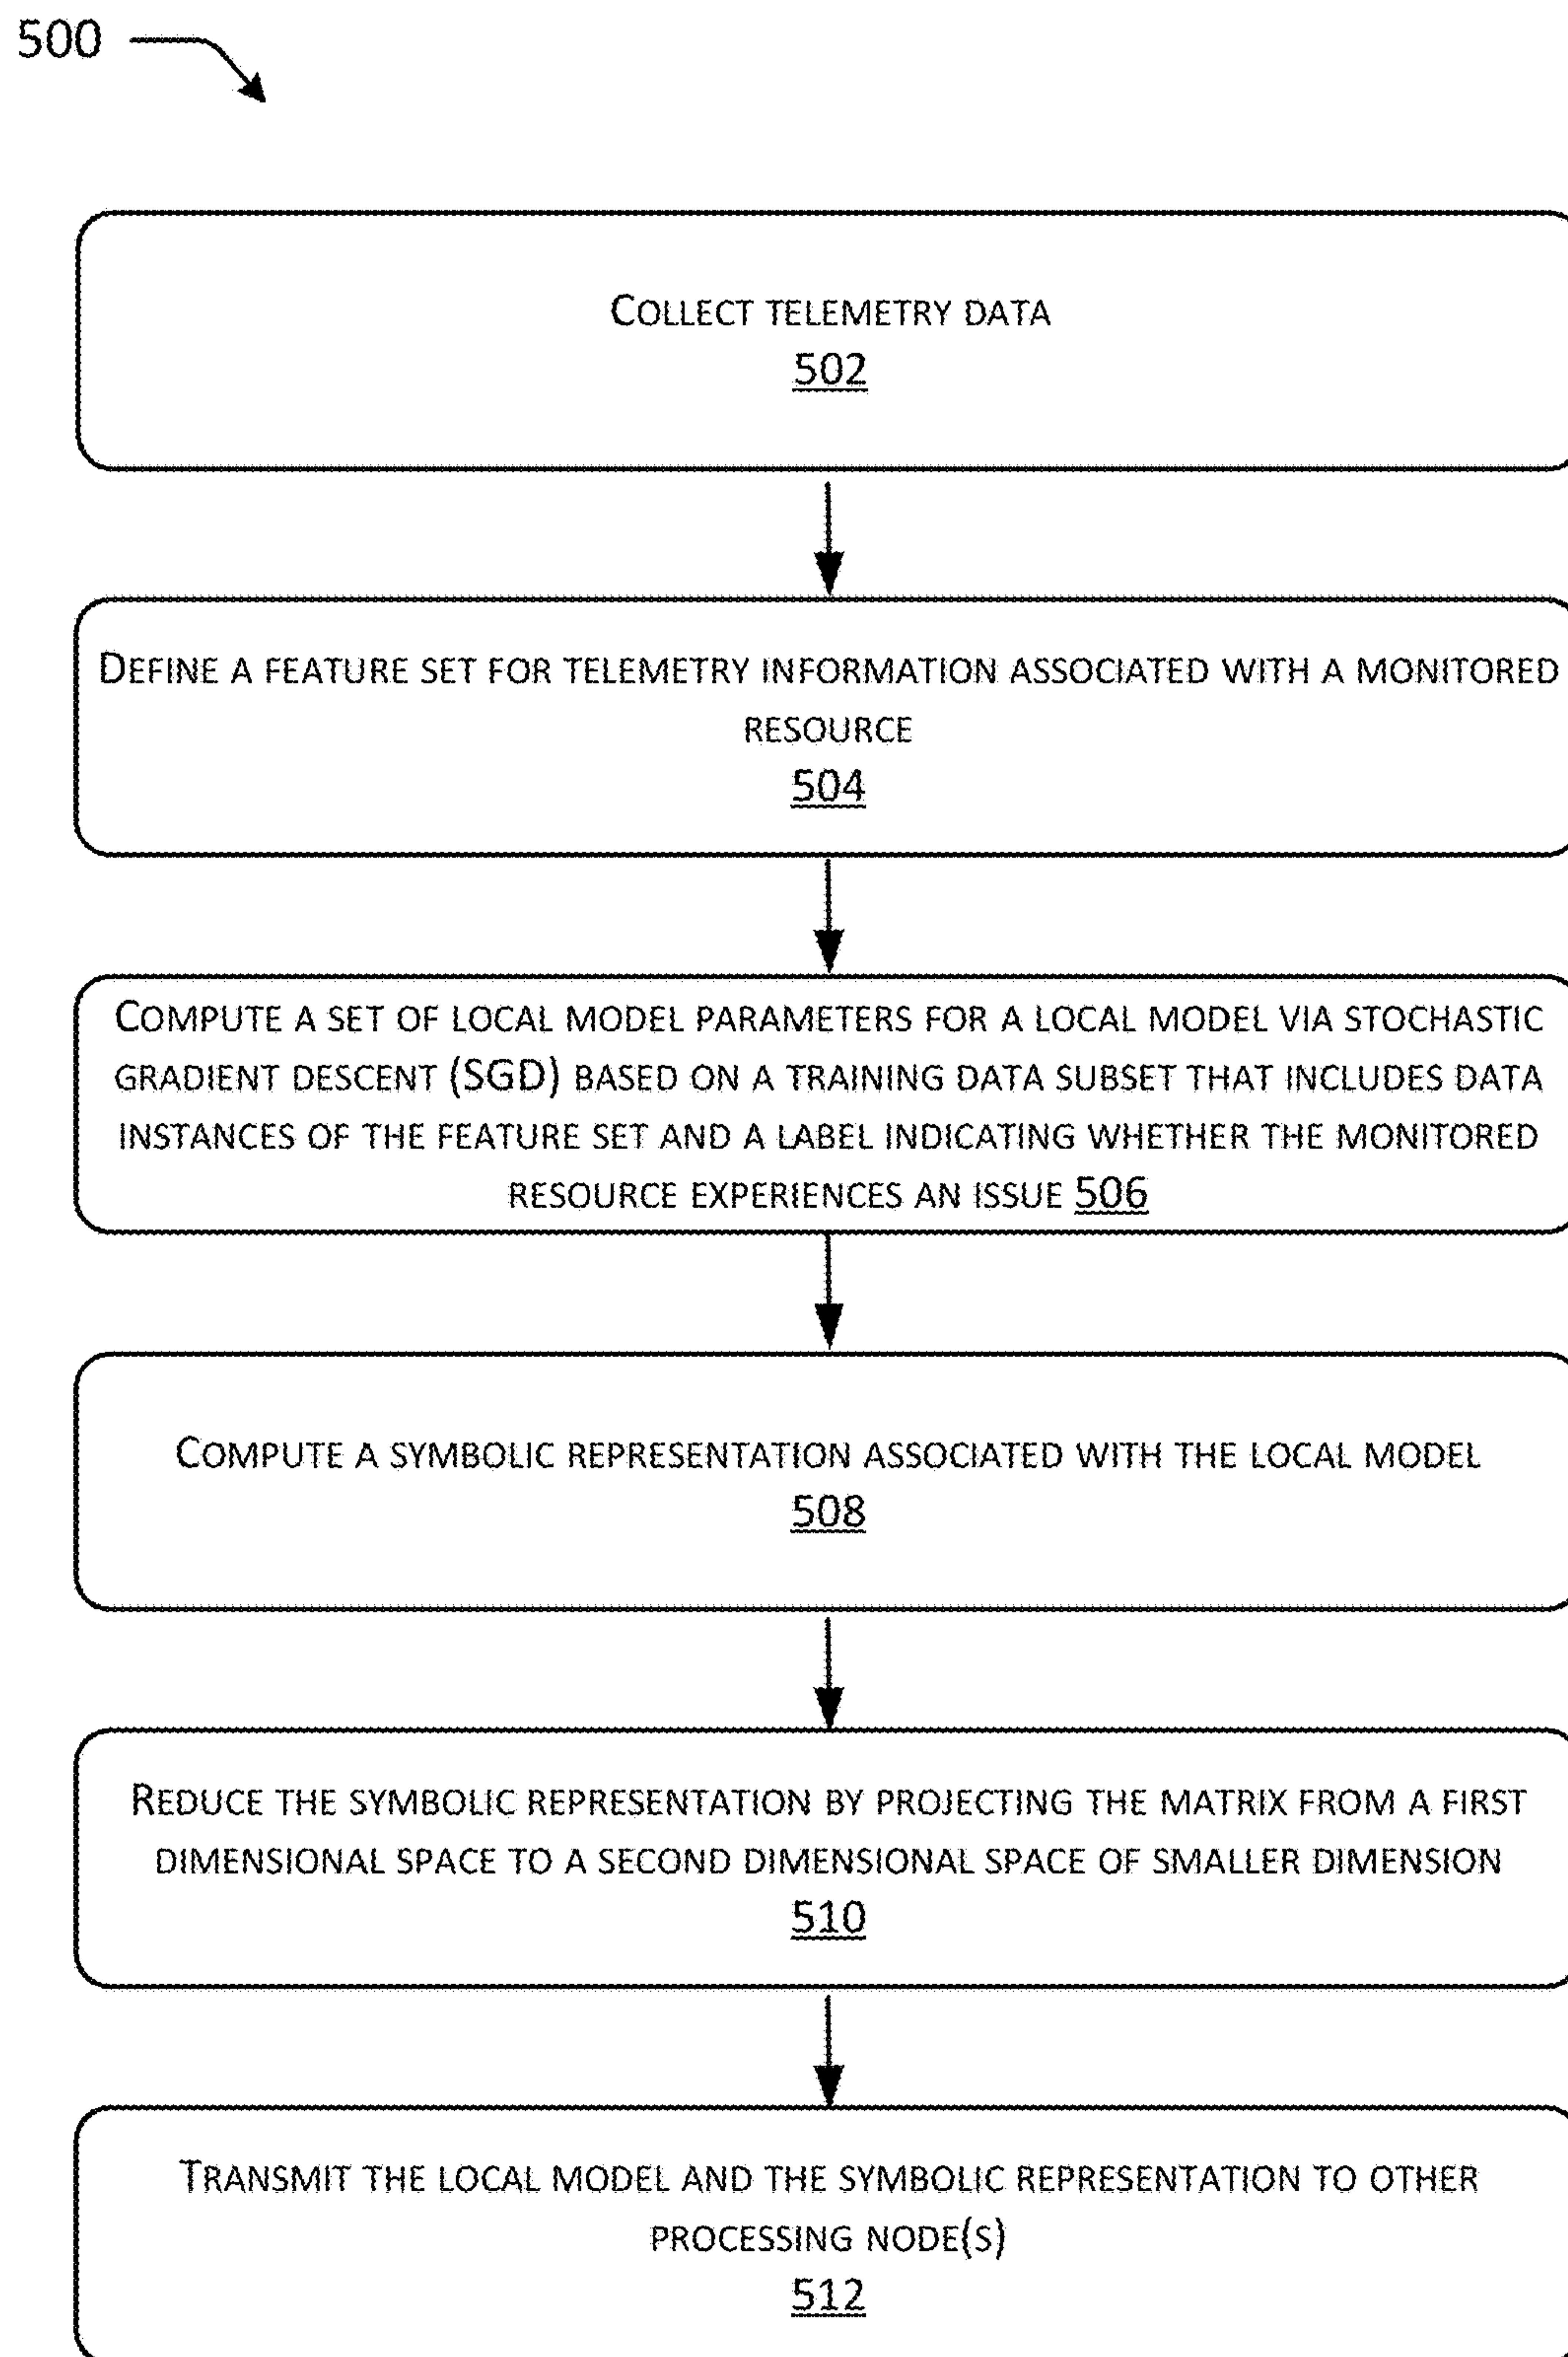 500
COLLECT TELEMETRY DATA
502
DEFINE A FEATURE SET FOR TELEMETRY INFORMATION ASSOCIATED WITH A MONITORED
RESOURCE
504
COMPUTE A SET OF LOCAL MODEL PARAMETERS FOR A LOCAL MODEL VIA STOCHASTIC
GRADIENT DESCENT (SGD) BASED ON A TRAINING DATA SUBSET THAT INCLUDES DATA
INSTANCES OF THE FEATURE SET AND A LABEL INDICATING WHETHER THE MONITORED
RESOURCE EXPERIENCES AN ISSUE 506
COMPUTE A SYMBOLIC REPRESENTATION ASSOCIATED WITH THE LOCAL MODEL
508
REDUCE THE SYMBOLIC REPRESENTATION BY PROJECTING THE MATRIX FROM A FIRST
DIMENSIONAL SPACE TO A SECOND DIMENSIONAL SPACE OF SMALLER DIMENSION
510
TRANSMIT THE LOCAL MODEL AND THE SYMBOLIC REPRESENTATION TO OTHER
PROCESSING NODE(S)
512